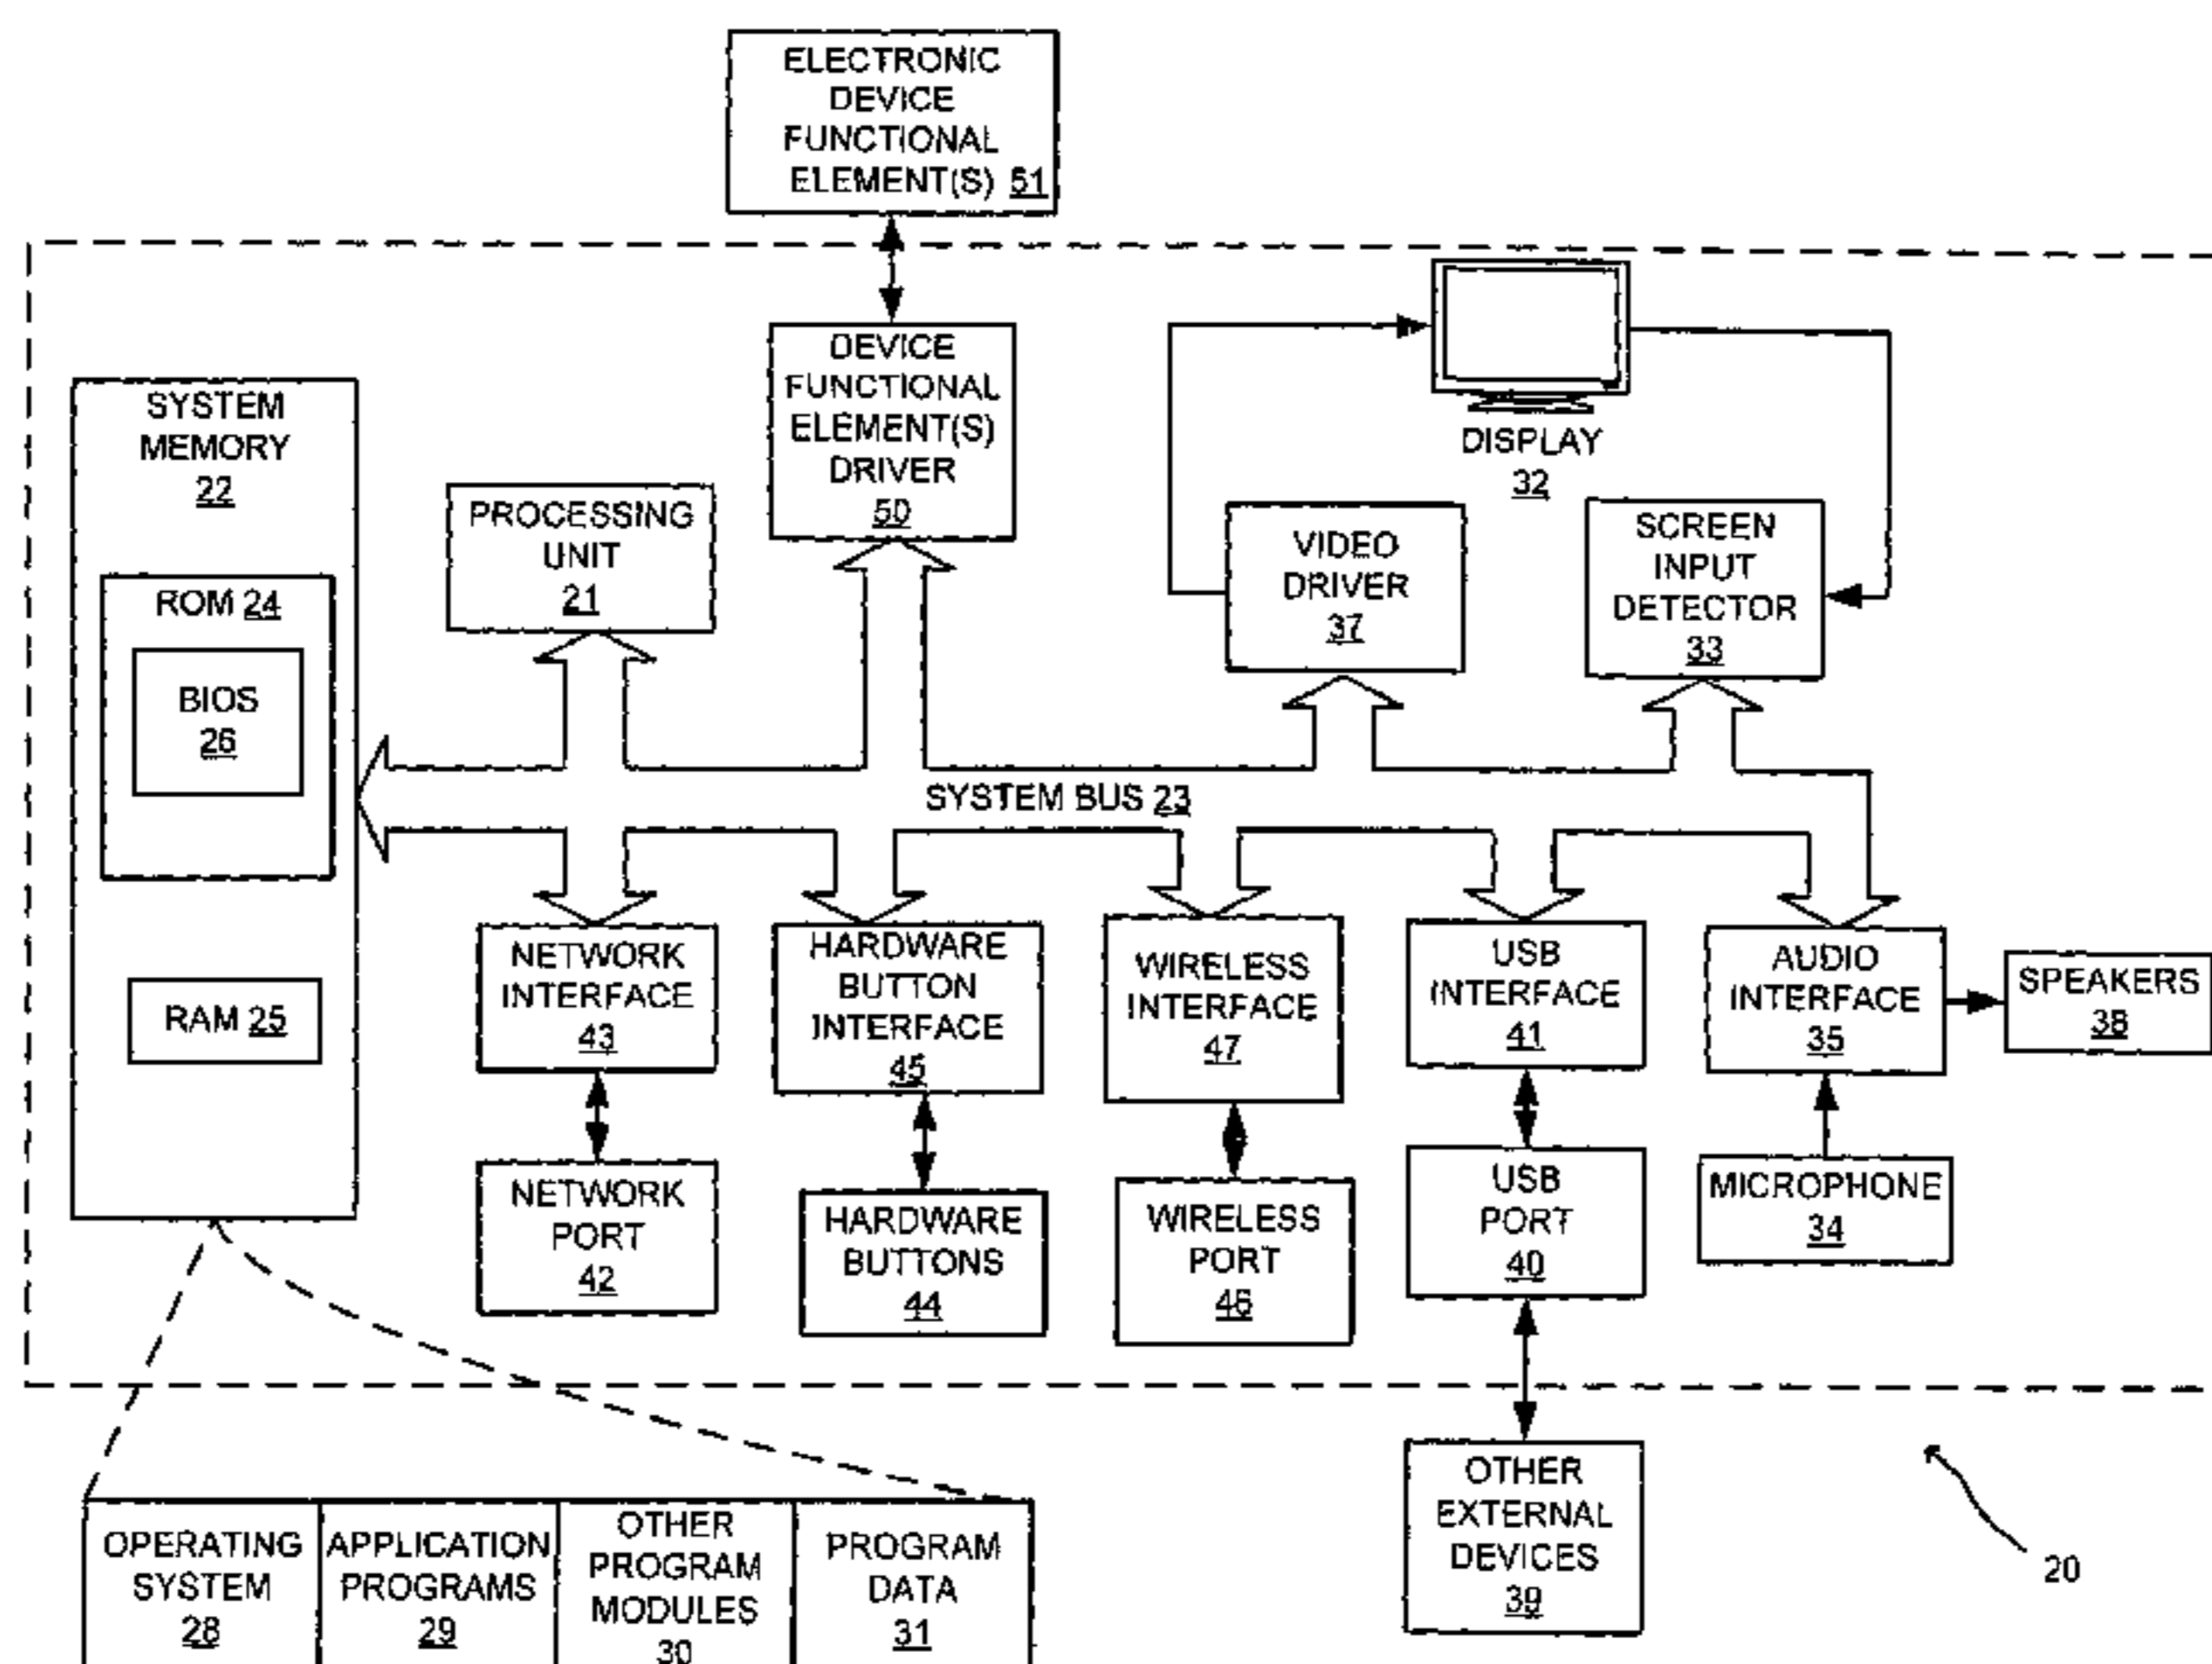 ELECTRONIC
DEVICE
FUNCTIONAL
ELEMENT(S) 51
DEVICE
FUNCTIONAL
ELEMENT(S)
DRIVER
50
DISPLAY
32
SYSTEM
MEMORY
22
PROCESSING
UNIT
21
VIDEO
DRIVER
37
SCREEN
INPUT
DETECTOR
33
ROM 24
BIOS
26
RAM 25
SYSTEM BUS 23
NETWORK
INTERFACE
43
HARDWARE
BUTTON
INTERFACE
45
WIRELESS
INTERFACE
47
USB
INTERFACE
41
AUDIO
INTERFACE
35
SPEAKERS
38
NETWORK
PORT
42
HARDWARE
BUTTONS
44
WIRELESS
PORT
46
USB
PORT
40
MICROPHONE
34
OPERATING
SYSTEM
28
APPLICATION
PROGRAMS
29
OTHER
PROGRAM
MODULES
30
PROGRAM
DATA
31
OTHER
EXTERNAL
DEVICES
39
20